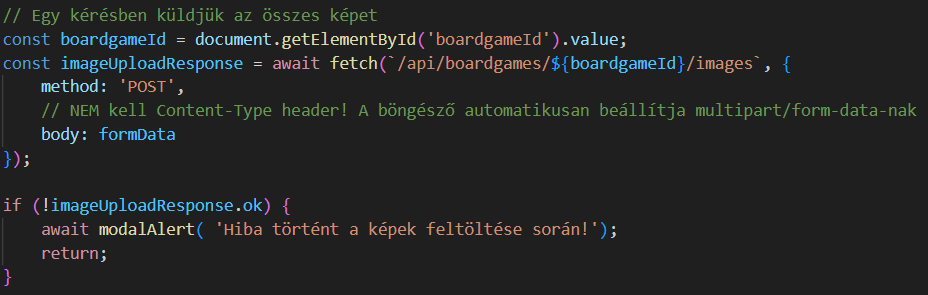 // Egy kérésben küldjük az összes képet
const boardgameId = document.getElementById('boardgameId').value;
const imageUploadResponse = await fetch(`/api/boardgames/${boardgameId}/images`, {
    method: 'POST',
    // NEM kell Content-Type header! A böngésző automatikusan beállítja multipart/form-data-nak
    body: formData
});

if (!imageUploadResponse.ok) {
    await modalAlert( 'Hiba történt a képek feltöltése során!');
    return;
}